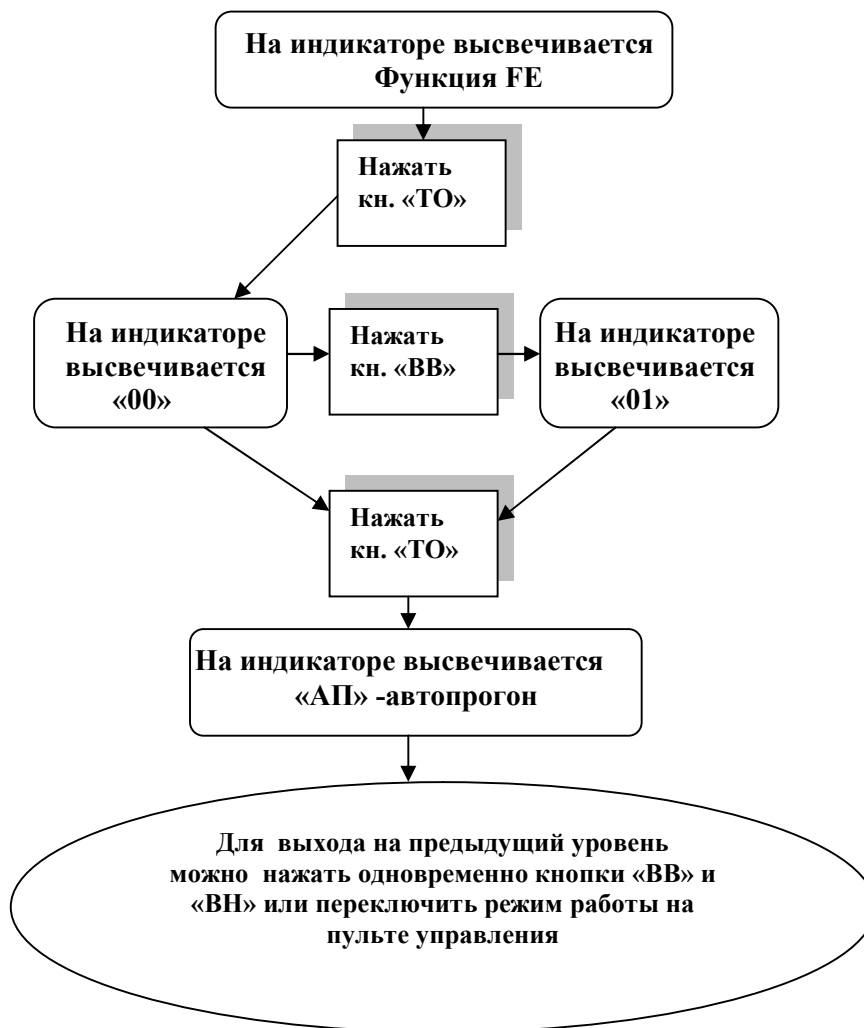 На индикаторе высвечивается
Функция FE
Нажать
кн. «ТО»
На индикаторе
высвечивается
«00»
Нажать
кн. «ВВ»
На индикаторе
высвечивается
«01»
Нажать
кн. «ТО»
На индикаторе высвечивается
«АП» -автопрогон
Для выхода на предыдущий уровень
можно нажать одновременно кнопки «ВВ» и
«ВН» или переключить режим работы на
пульте управления